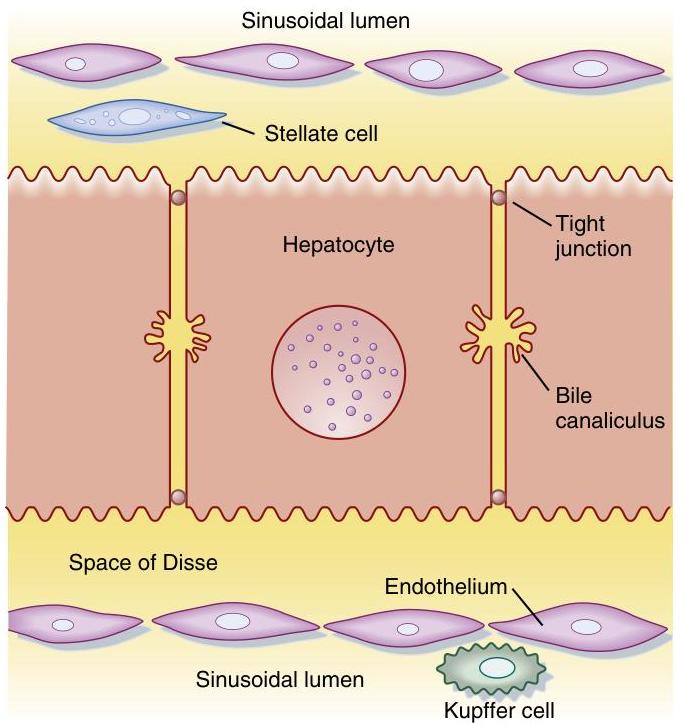 Sinusoidal lumen
Stellate cell
Tight
junction
Hepatocyte
Bile
canaliculus
Space of Disse
Endothelium
Sinusoidal lumen
Kupffer cell